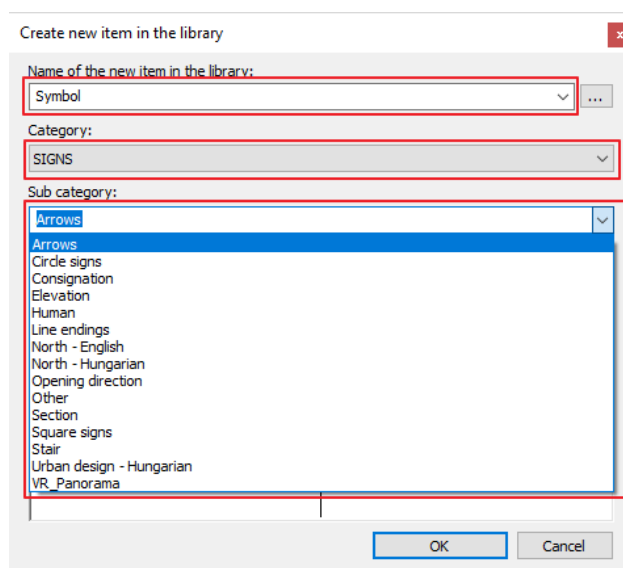 Create new item in the library
x
Name of the new item in the library:
Symbol
...
Category:
SIGNS
Sub category:
Arrows
Arrows
Circle signs
Consignation
Elevation
Human
Line endings
North - English
North - Hungarian
Opening direction
Other
Section
Square signs
Stair
Urban design - Hungarian
VR_Panorama
OK Cancel